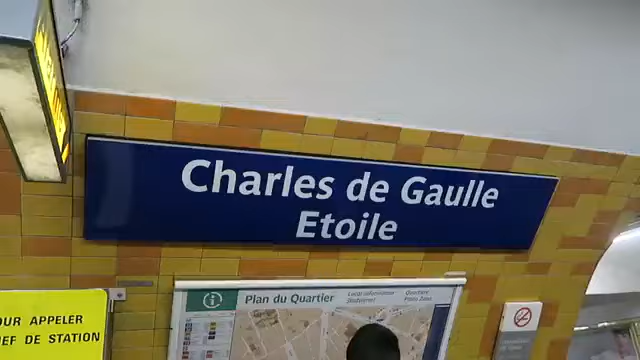 Charles de Gaulle
Etoile
Plan du Quartier
OUR APPELER
EF DE STATION